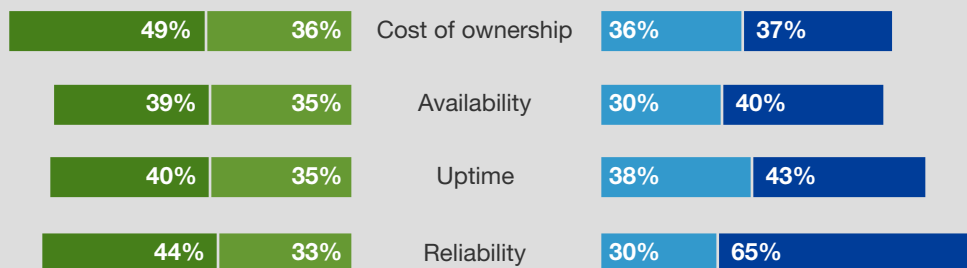 49% 36% Cost of ownership 36% 37%
39% 35% Availability 30% 40%
40% 35% Uptime 38% 43%
44% 33% Reliability 30% 65%